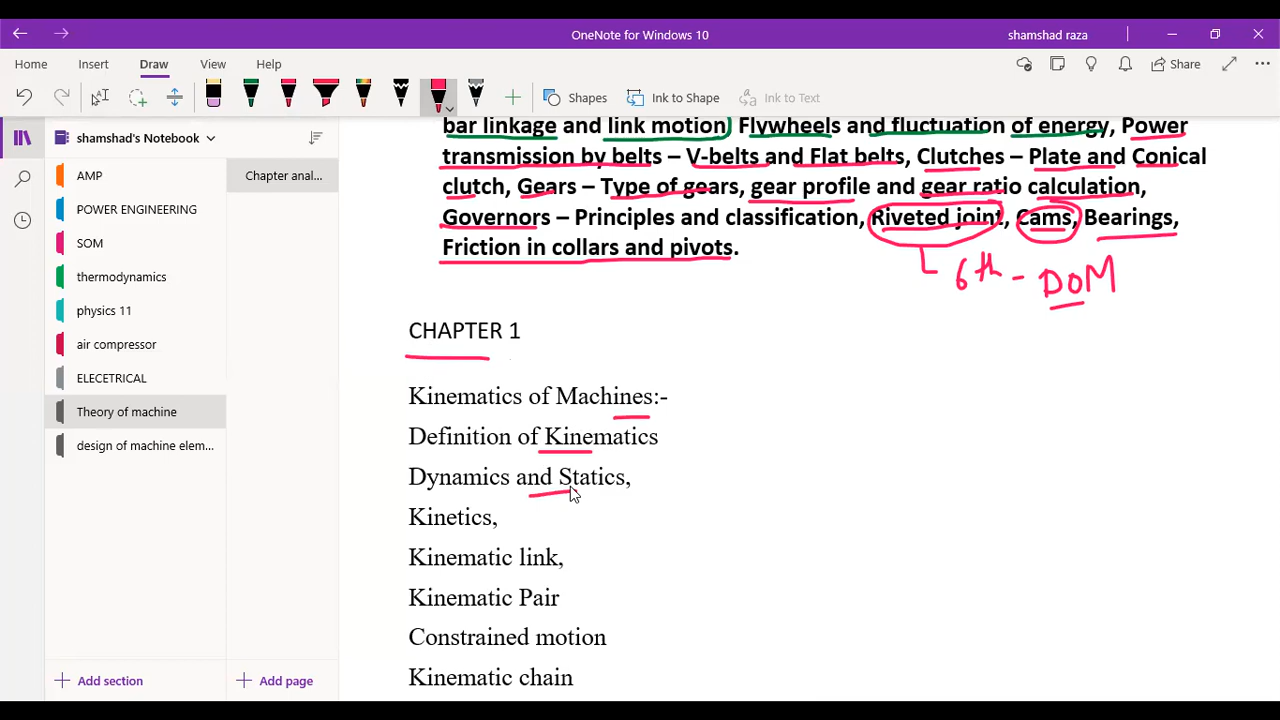 OneNote for Windows 10
shamshad raza
Home
Insert
Draw
View
Help
Share
Shapes
Ink to Shape
Ink to Text
shamshad's Notebook
AMP
POWER ENGINEERING
SOM
thermodynamics
physics 11
air compressor
ELECETRICAL
Theory of machine
design of machine elem...
Add section
Chapter anal...
Add page
bar linkage and link motion) Flywheels and fluctuation of energy, Power
transmission by belts – V-belts and Flat belts, Clutches – Plate and Conical
clutch, Gears – Type of gears, gear profile and gear ratio calculation,
Governors – Principles and classification, Riveted joint, Cams, Bearings,
Friction in collars and pivots.
6th - DOM
CHAPTER 1
Kinematics of Machines:-
Definition of Kinematics
Dynamics and Statics,
Kinetics,
Kinematic link,
Kinematic Pair
Constrained motion
Kinematic chain